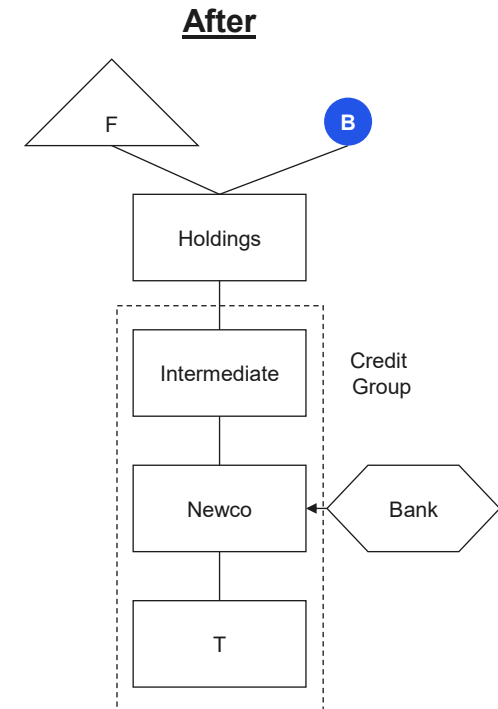 After
F
B
Holdings
Intermediate
Credit
Group
Newco
Bank
T